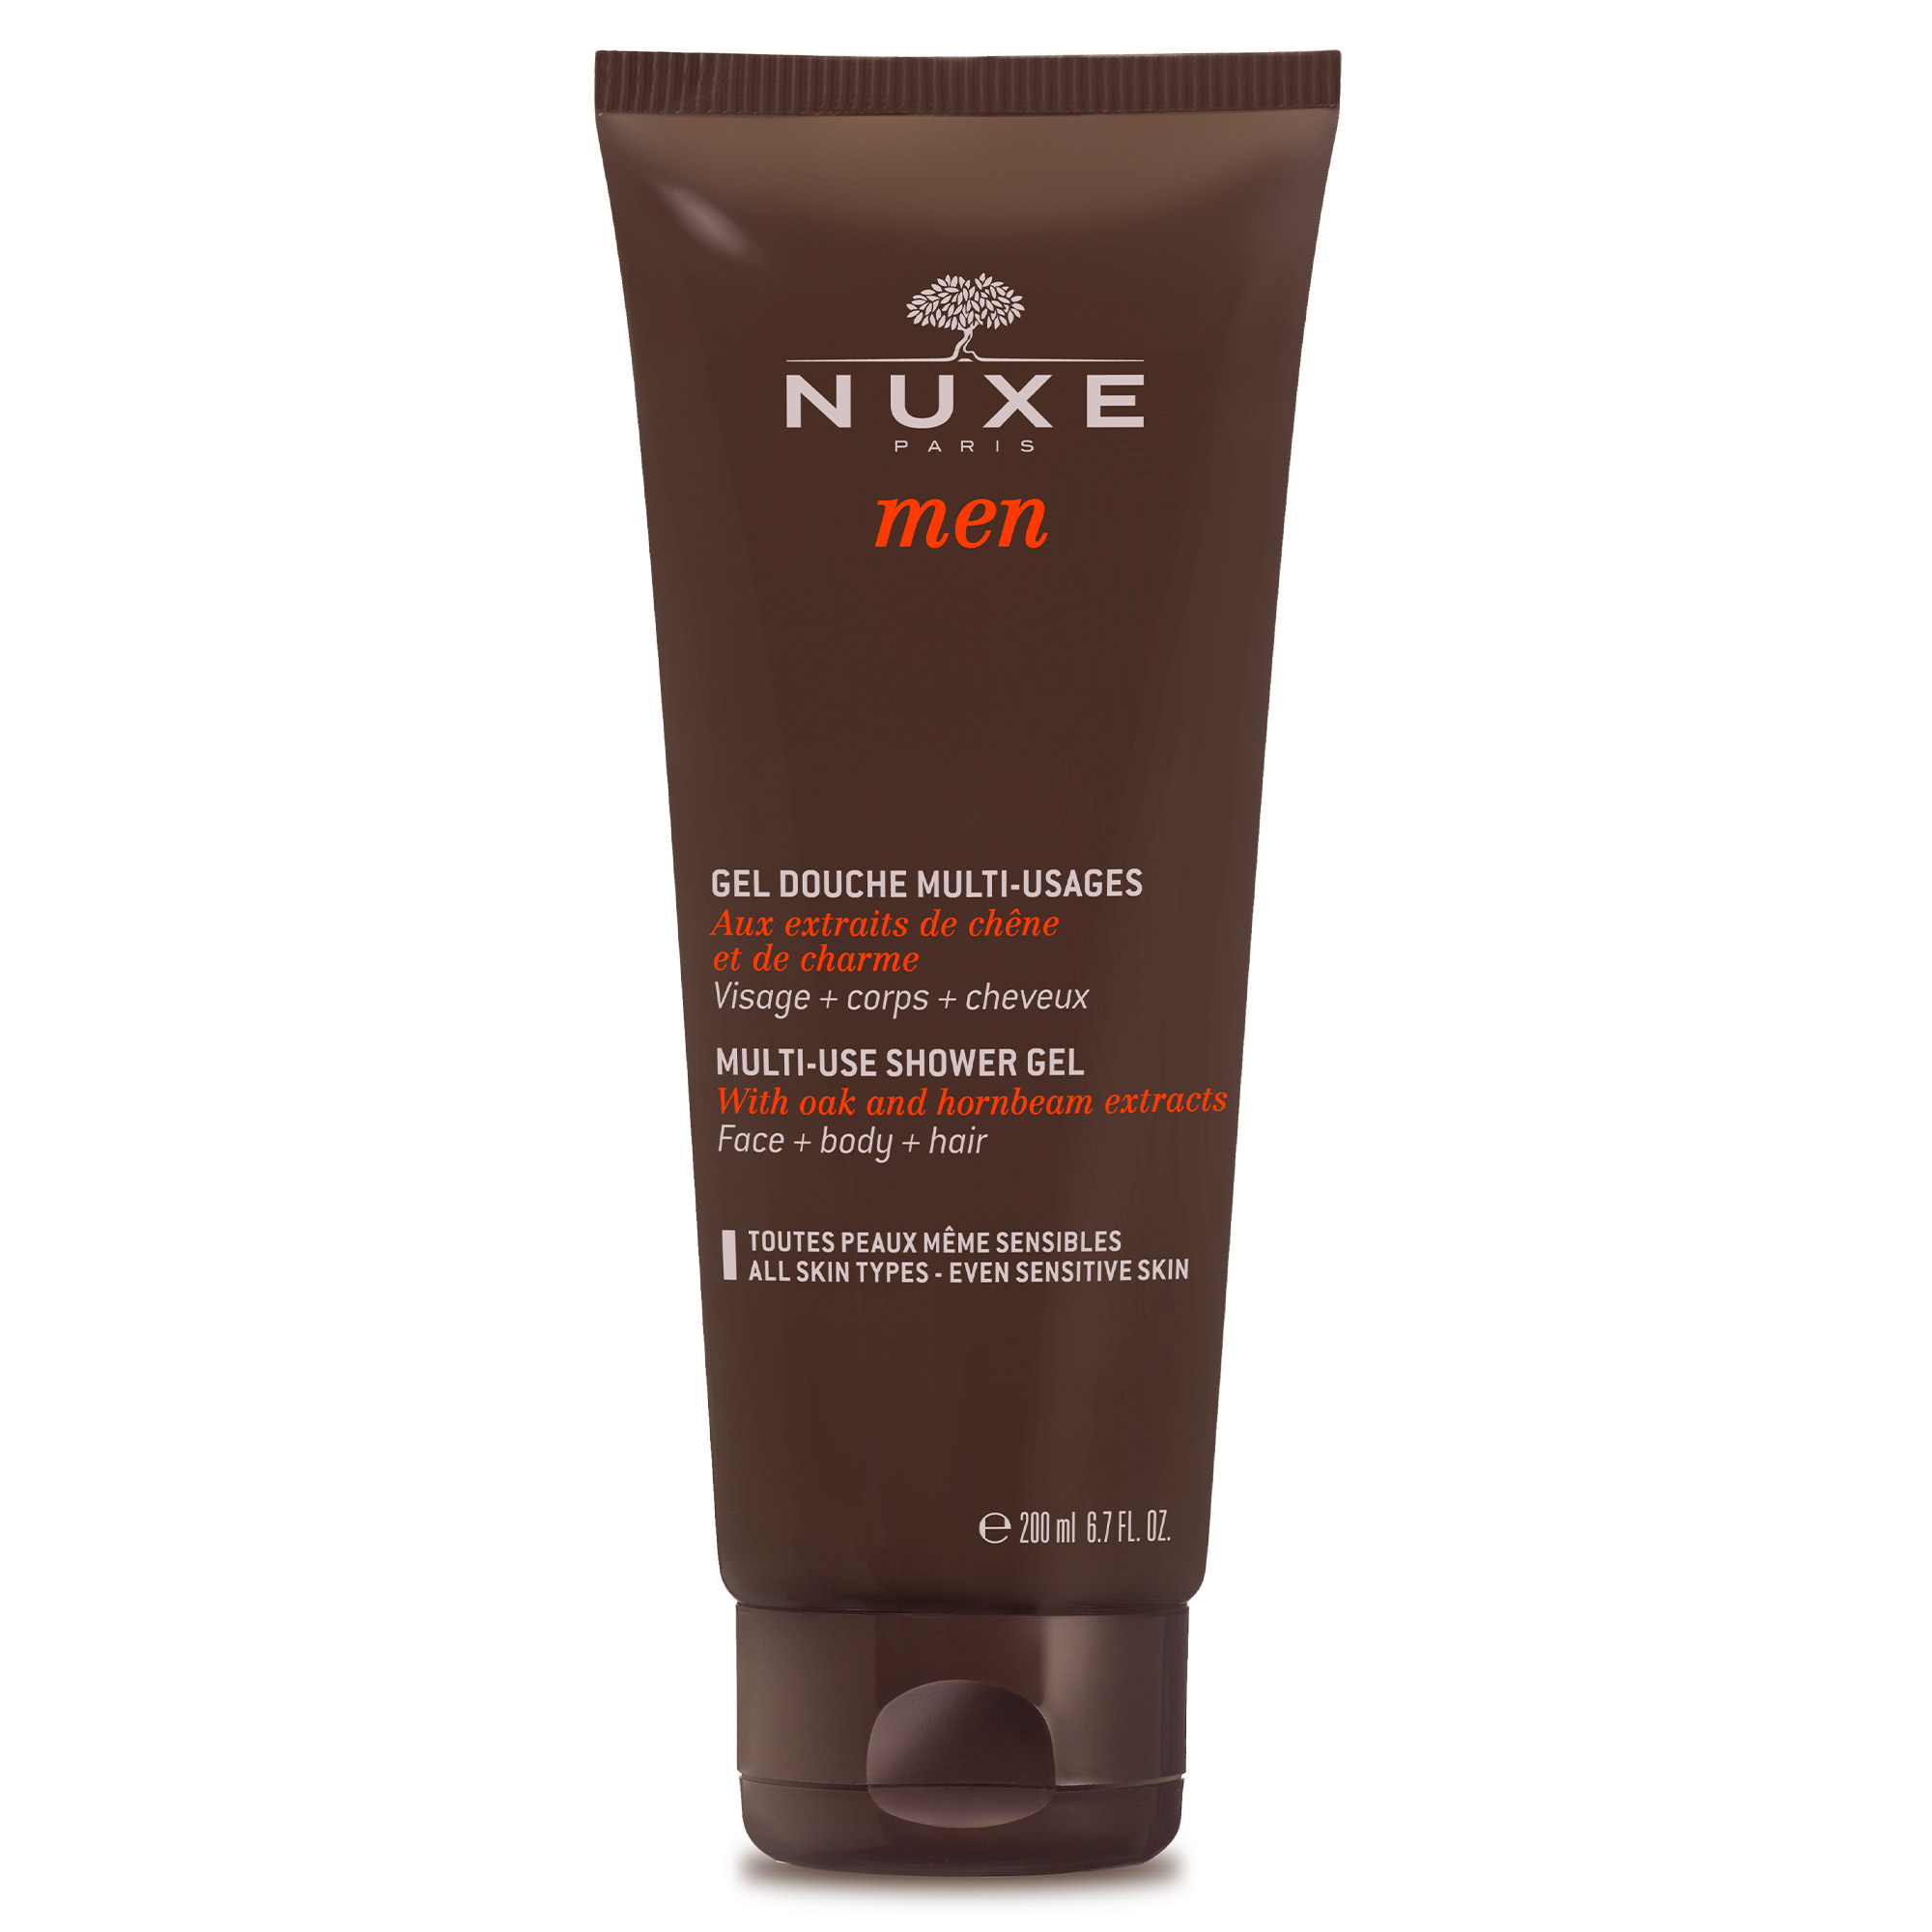 NUXE
PARIS
men
GEL DOUCHE MULTI-USAGES
Aux extraits de chêne
et de charme
Visage + corps + cheveux
MULTI-USE SHOWER GEL
With oak and hornbeam extracts
Face + body + hair
TOUTES PEAUX MÊME SENSIBLES
ALL SKIN TYPES - EVEN SENSITIVE SKIN
℮ 200 ml 6.7 FL. OZ.